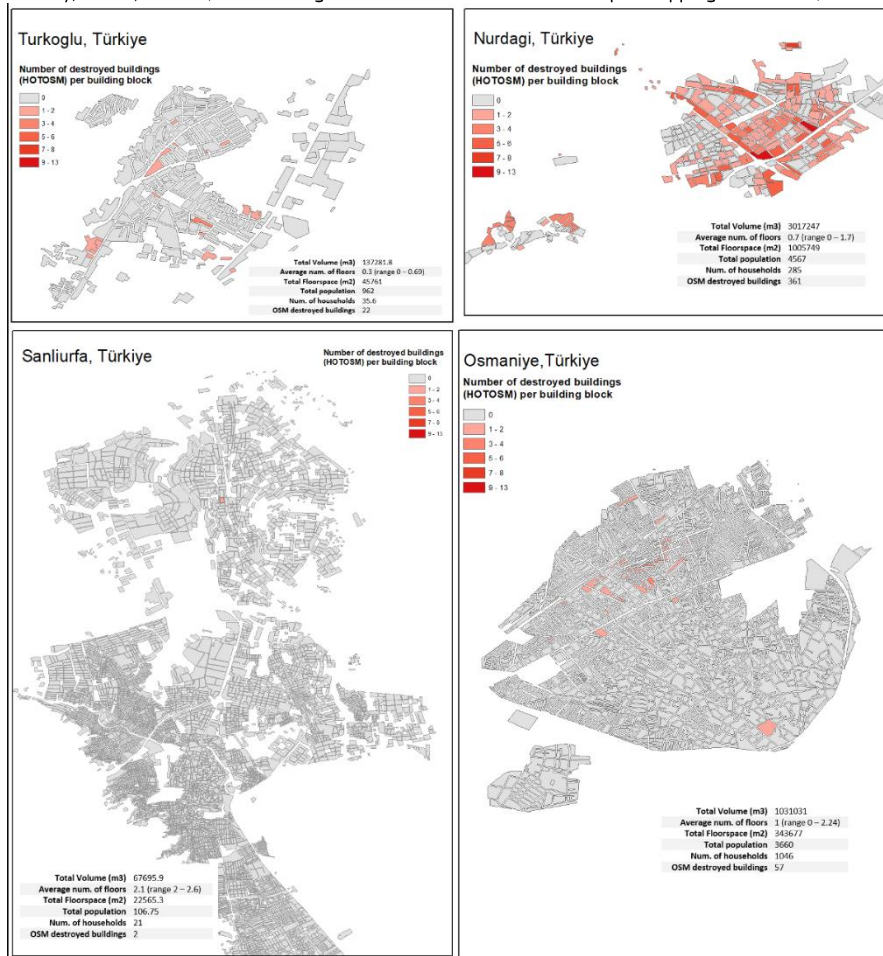 Turkoglu, Türkiye
Number of destroyed buildings
(HOTOSM) per building block
0
1 - 2
3 - 4
5 - 6
7 - 8
9 - 13
Total Volume (m3) 137281.8
Average num. of floors 0.3 (range 0 – 0.69)
Total Floorspace (m2) 45761
Total population 962
Num. of households 35.6
OSM destroyed buildings 22
Nurdagi, Türkiye
Number of destroyed buildings
(HOTOSM) per building block
0
1 - 2
3 - 4
5 - 6
7 - 8
9 - 13
Total Volume (m3) 3017247
Average num. of floors 0.7 (range 0 – 1.7)
Total Floorspace (m2) 1005749
Total population 4567
Num. of households 285
OSM destroyed buildings 361
Sanliurfa, Türkiye
Number of destroyed buildings
(HOTOSM) per building block
0
1 - 2
3 - 4
5 - 6
7 - 8
9 - 13
Total Volume (m3) 67695.9
Average num. of floors 2.1 (range 2 – 2.6)
Total Floorspace (m2) 22565.3
Total population 106.75
Num. of households 21
OSM destroyed buildings 2
Osmaniye,Türkiye
Number of destroyed buildings
(HOTOSM) per building block
0
1 - 2
3 - 4
5 - 6
7 - 8
9 - 13
Total Volume (m3) 1031031
Average num. of floors 1 (range 0 – 2.24)
Total Floorspace (m2) 343677
Total population 3660
Num. of households 1046
OSM destroyed buildings 57